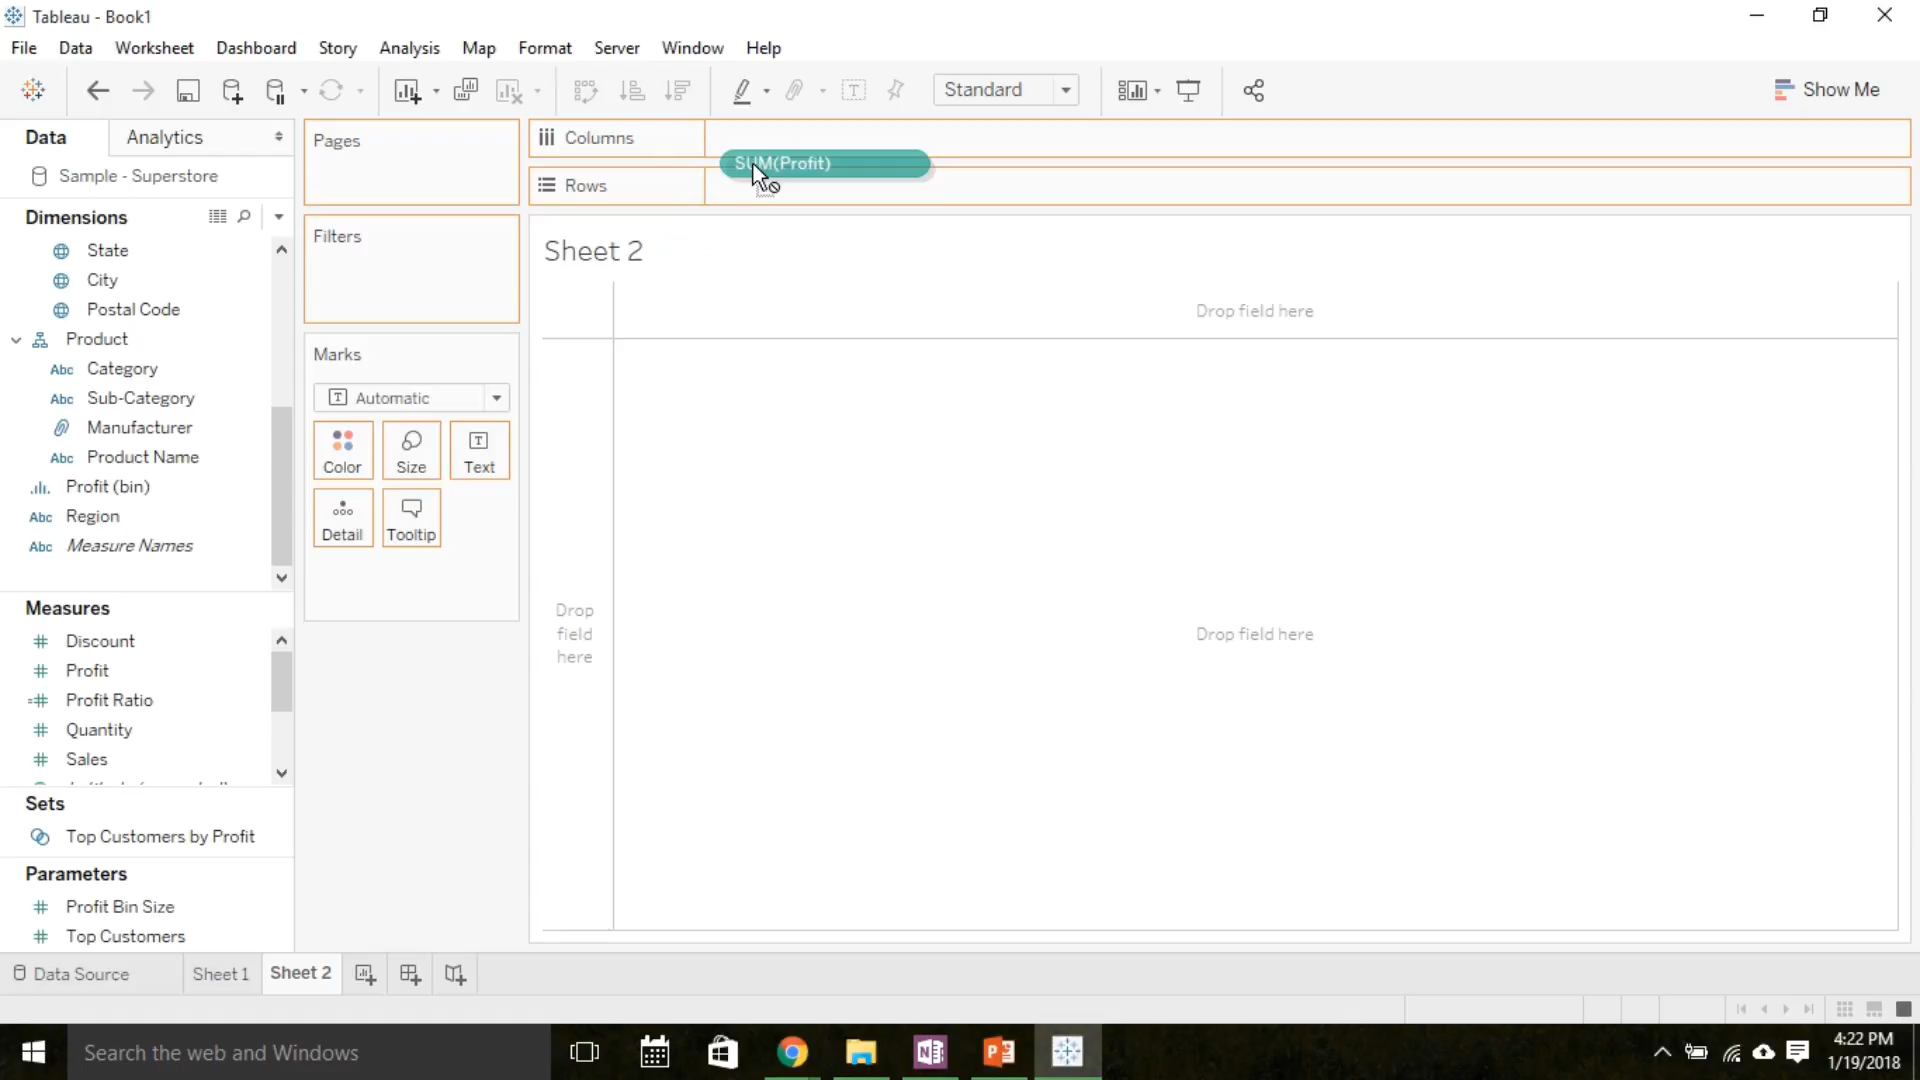 Tableau - Book1
File Data Worksheet Dashboard Story Analysis Map Format Server Window Help
Standard
Show Me
Data
Analytics
Sample - Superstore
Dimensions
State
City
Postal Code
Product
Abc Category
Abc Sub-Category
Manufacturer
Abc Product Name
Profit (bin)
Abc Region
Abc Measure Names
Measures
Discount
Profit
Profit Ratio
Quantity
Sales
Sets
Top Customers by Profit
Parameters
Profit Bin Size
Top Customers
Pages
Filters
Marks
Automatic
Color
Size
Text
Detail
Tooltip
Columns
SUM(Profit)
Rows
Sheet 2
Drop field here
Drop
field
here
Drop field here
Data Source
Sheet 1
Sheet 2
Search the web and Windows
4:22 PM
1/19/2018